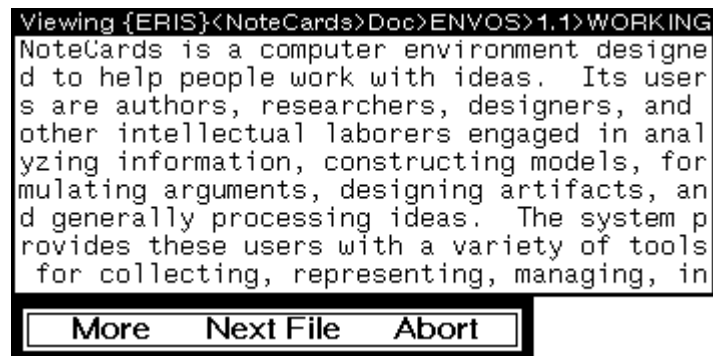 Viewing {ERIS}<NoteCards>Doc>ENVOS>1.1>WORKING
NoteCards is a computer environment designe
d to help people work with ideas.  Its user
s are authors, researchers, designers, and
other intellectual laborers engaged in anal
yzing information, constructing models, for
mulating arguments, designing artifacts, an
d generally processing ideas.  The system p
rovides these users with a variety of tools
 for collecting, representing, managing, in
More Next File Abort